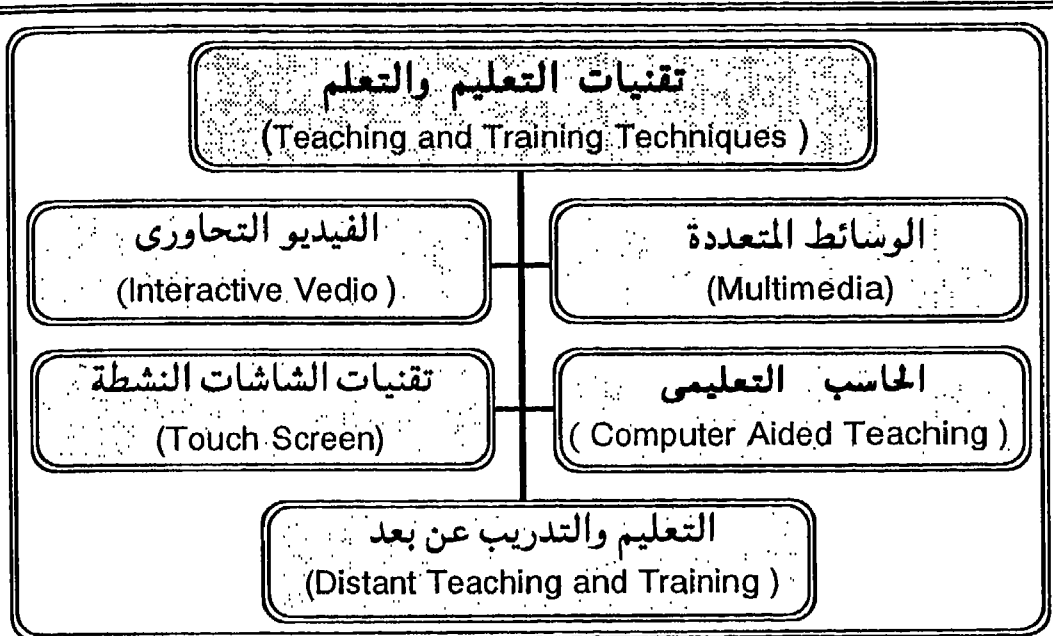 تقنيات التعليم والتعلم
(Teaching and Training Techniques )
الوسائط المتعددة
(Multimedia)
الفيديو التحاورى
(Interactive Vedio )
الحاسب التعليمى
( Computer Aided Teaching )
تقنيات الشاشات النشطة
(Touch Screen)
التعليم والتدريب عن بعد
(Distant Teaching and Training )